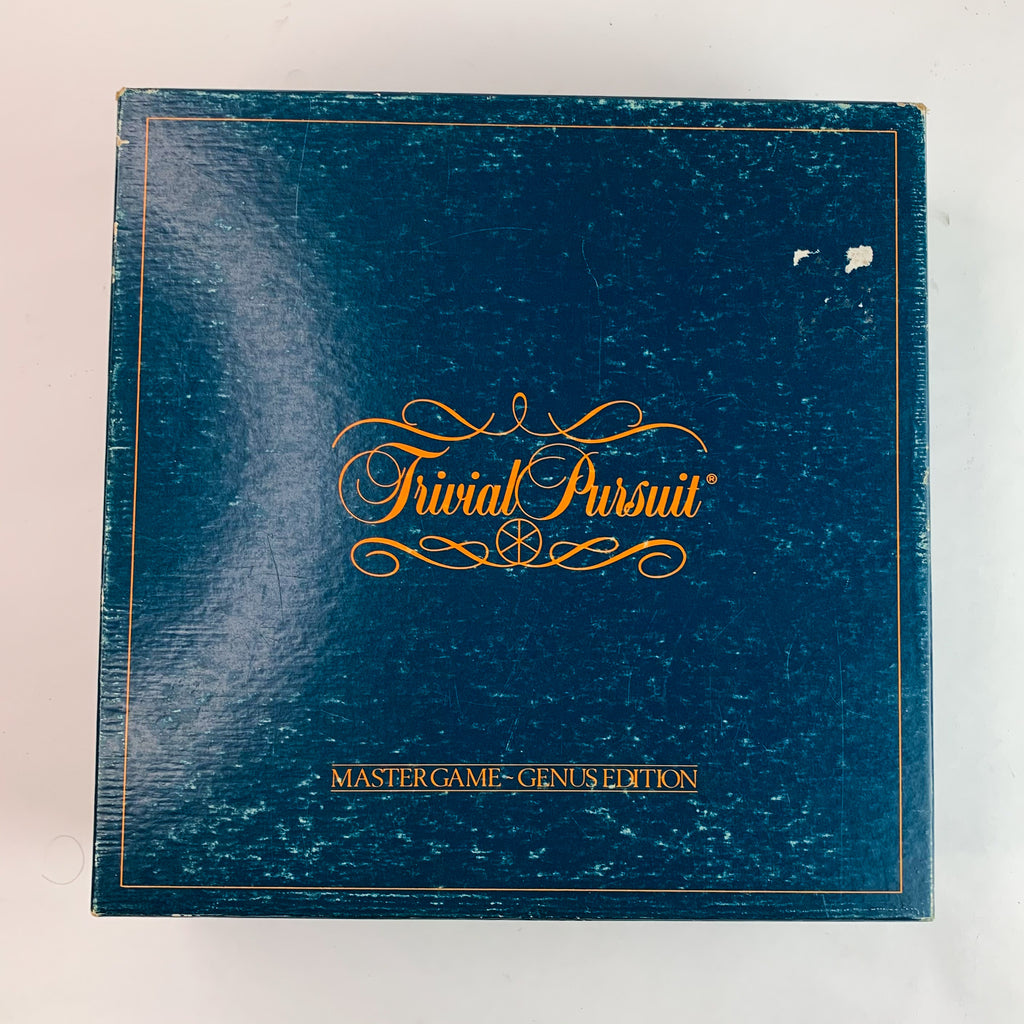 Trivial Pursuit®
MASTER GAME ~ GENUS EDITION